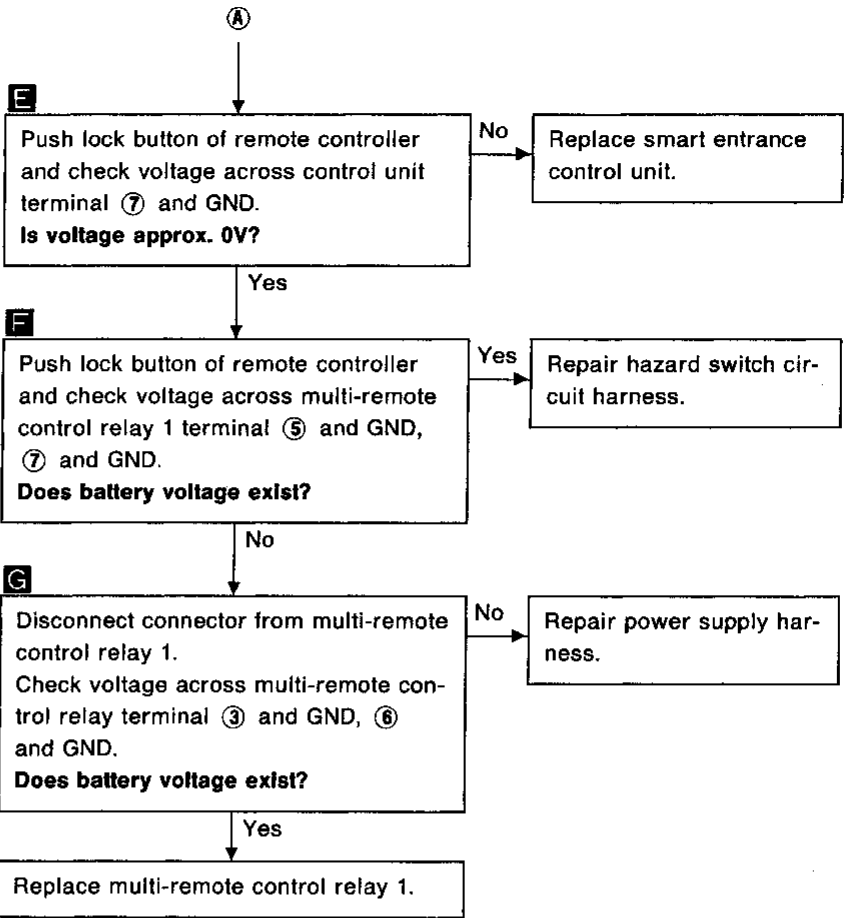 Ⓐ
E
Push lock button of remote controller
and check voltage across control unit
terminal ⑦ and GND.
Is voltage approx. 0V?
No
Replace smart entrance
control unit.
Yes
F
Push lock button of remote controller
and check voltage across multi-remote
control relay 1 terminal ⑤ and GND,
⑦ and GND.
Does battery voltage exist?
Yes
Repair hazard switch cir-
cuit harness.
No
G
Disconnect connector from multi-remote
control relay 1.
Check voltage across multi-remote con-
trol relay terminal ③ and GND, ⑥
and GND.
Does battery voltage exist?
No
Repair power supply har-
ness.
Yes
Replace multi-remote control relay 1.